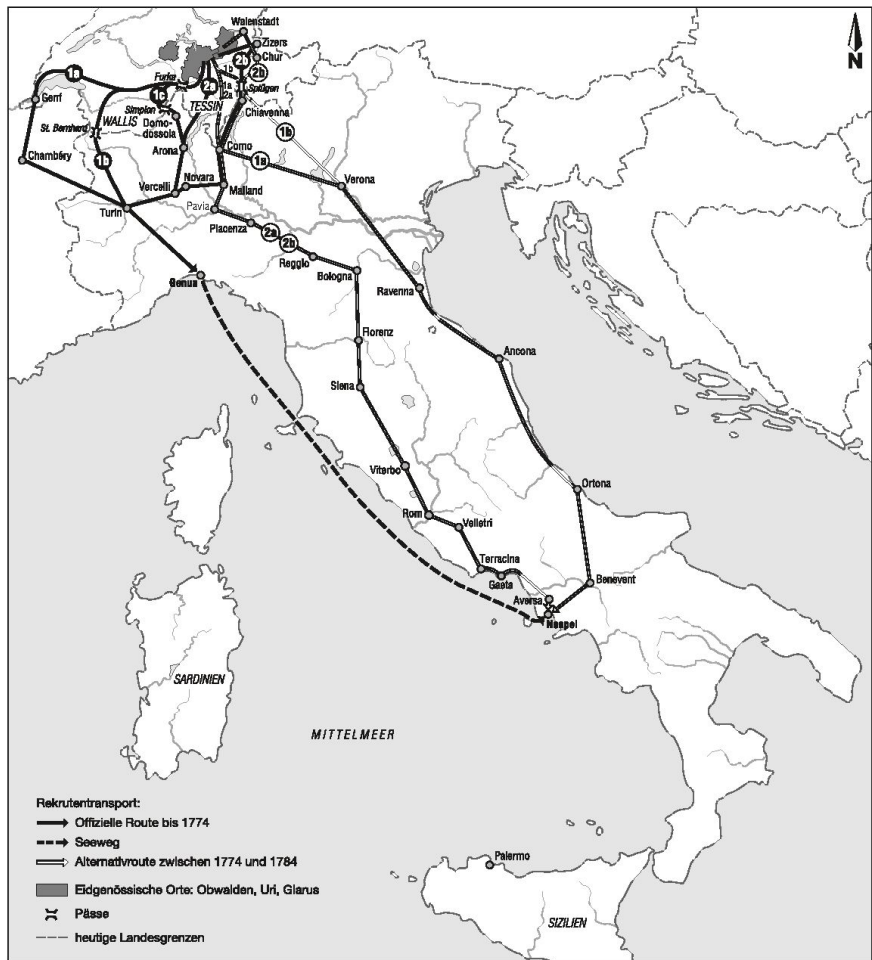 Walenstadt
Zizers
Chur
2b
2b
N
1a
Furka
1b
1c
2a
1a
2a
TESSIN
Splügen
Genf
Simplon
Chiavenna
WALLIS
Domo-
dossola
St. Bernhard
1b
Chambéry
1b
Arona
Como
1a
Verona
Novara
Vercelli
Mailand
Turin
Pavia
Piacenza
2a
2b
Reggio
Bologna
Genua
Ravenna
Florenz
Ancona
Siena
Viterbo
Ortona
Rom
Velletri
Terracina
Gaeta
Benevent
Aversa
Neapel
SARDINIEN
MITTELMEER
Rekrutentransport:
Offizielle Route bis 1774
Seeweg
Alternativroute zwischen 1774 und 1784
Eidgenössische Orte: Obwalden, Uri, Glarus
Pässe
heutige Landesgrenzen
Palermo
SIZILIEN